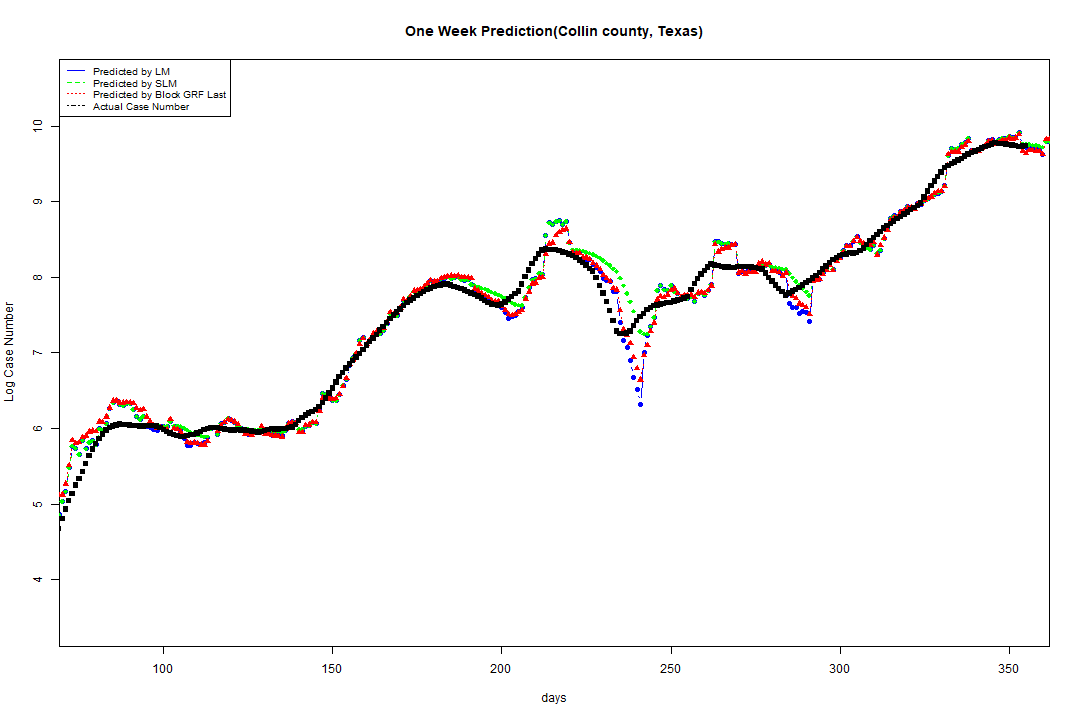 One Week Prediction(Collin county, Texas)
Predicted by LM
Predicted by SLM
Predicted by Block GRF Last
Actual Case Number
10
9
8
7
6
5
4
Log Case Number
100 150 200 250 300 350
days